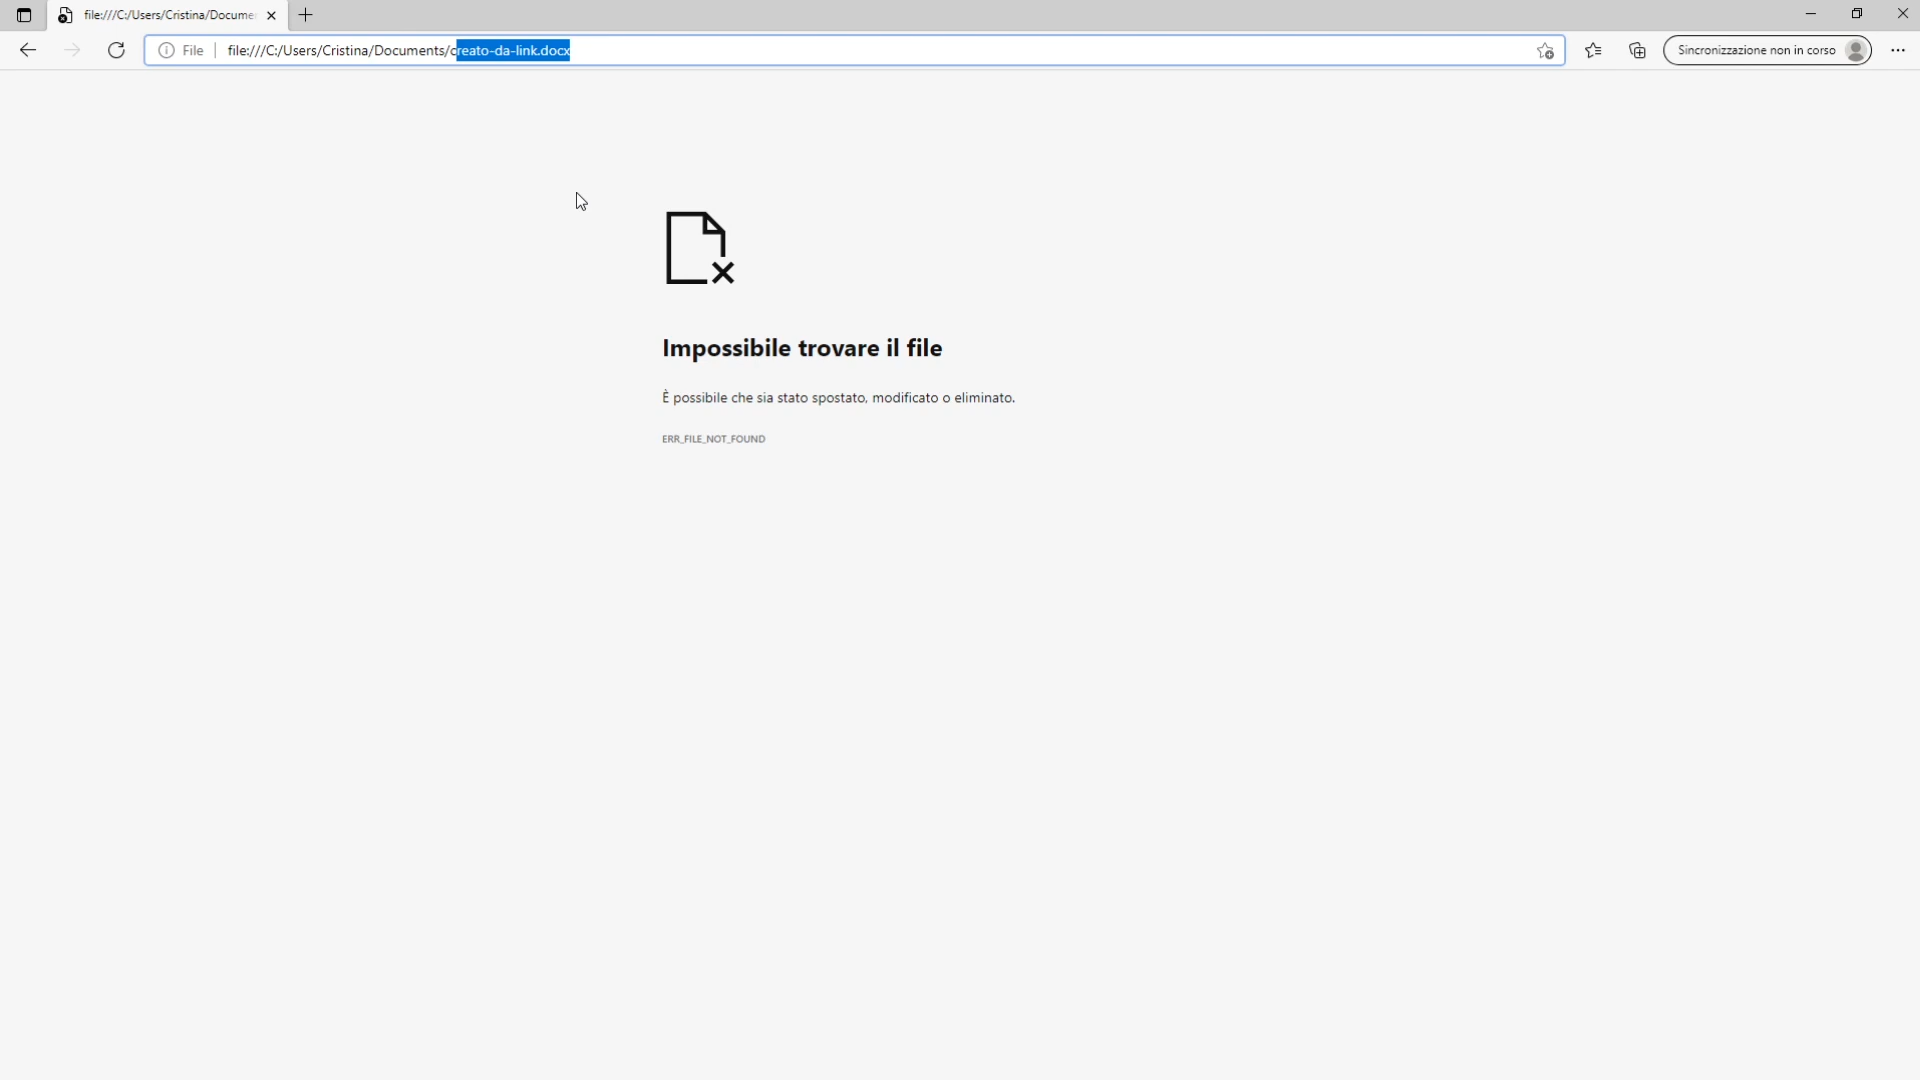 file:///C:/Users/Cristina/Docume
File
file:///C:/Users/Cristina/Documents/creato-da-link.docx
Sincronizzazione non in corso
Impossibile trovare il file
È possibile che sia stato spostato, modificato o eliminato.
ERR_FILE_NOT_FOUND